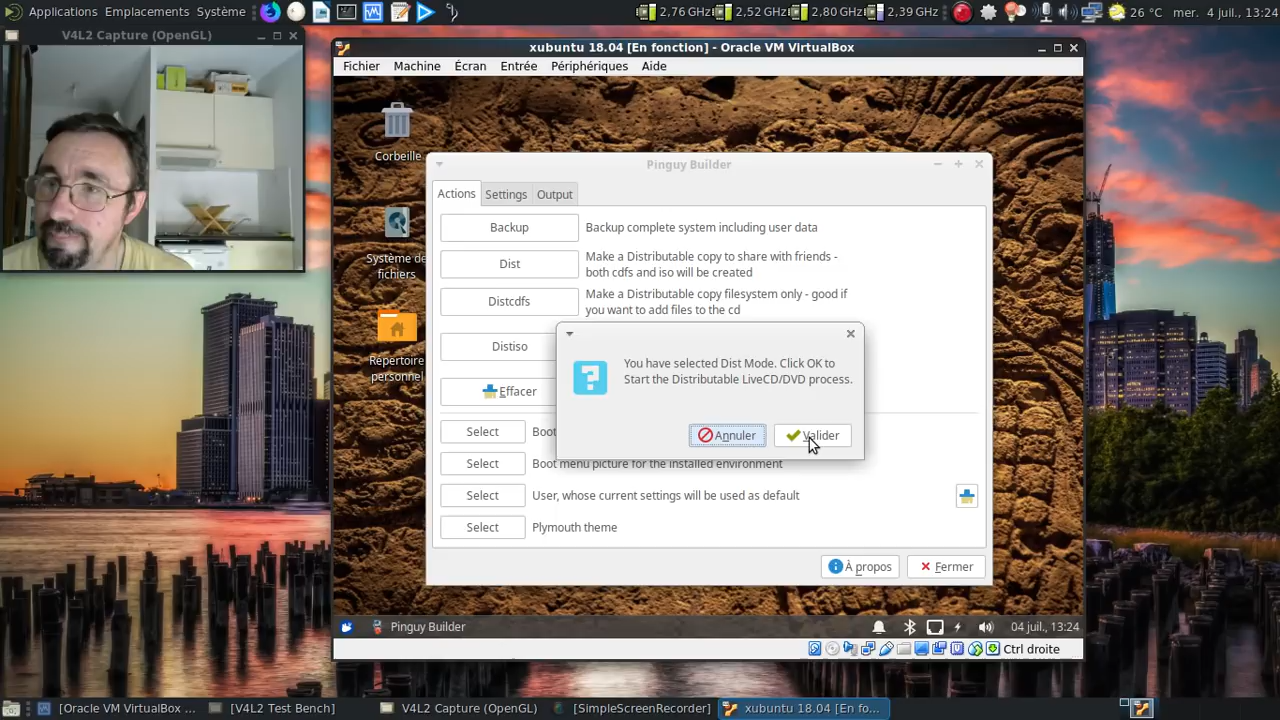 Applications Emplacements Système
2,76 GHz 2,52 GHz 2,80 GHz 2,39 GHz 26 °C mer. 4 juil., 13:24
V4L2 Capture (OpenGL)
xubuntu 18.04 [En fonction] - Oracle VM VirtualBox
Fichier Machine Écran Entrée Périphériques Aide
Corbeille
Système de
fichiers
Répertoire
personnel
Pinguy Builder
Actions Settings Output
Backup Backup complete system including user data
Dist Make a Distributable copy to share with friends -
both cdfs and iso will be created
Distcdfs Make a Distributable copy filesystem only - good if
you want to add files to the cd
Distiso
Effacer
You have selected Dist Mode. Click OK to
Start the Distributable LiveCD/DVD process.
Annuler Valider
Select Boot
Select Boot menu picture for the installed environment
Select User, whose current settings will be used as default
Select Plymouth theme
À propos Fermer
Pinguy Builder 04 juil., 13:24
Ctrl droite
[Oracle VM VirtualBox ... [V4L2 Test Bench] V4L2 Capture (OpenGL) [SimpleScreenRecorder] xubuntu 18.04 [En fo...